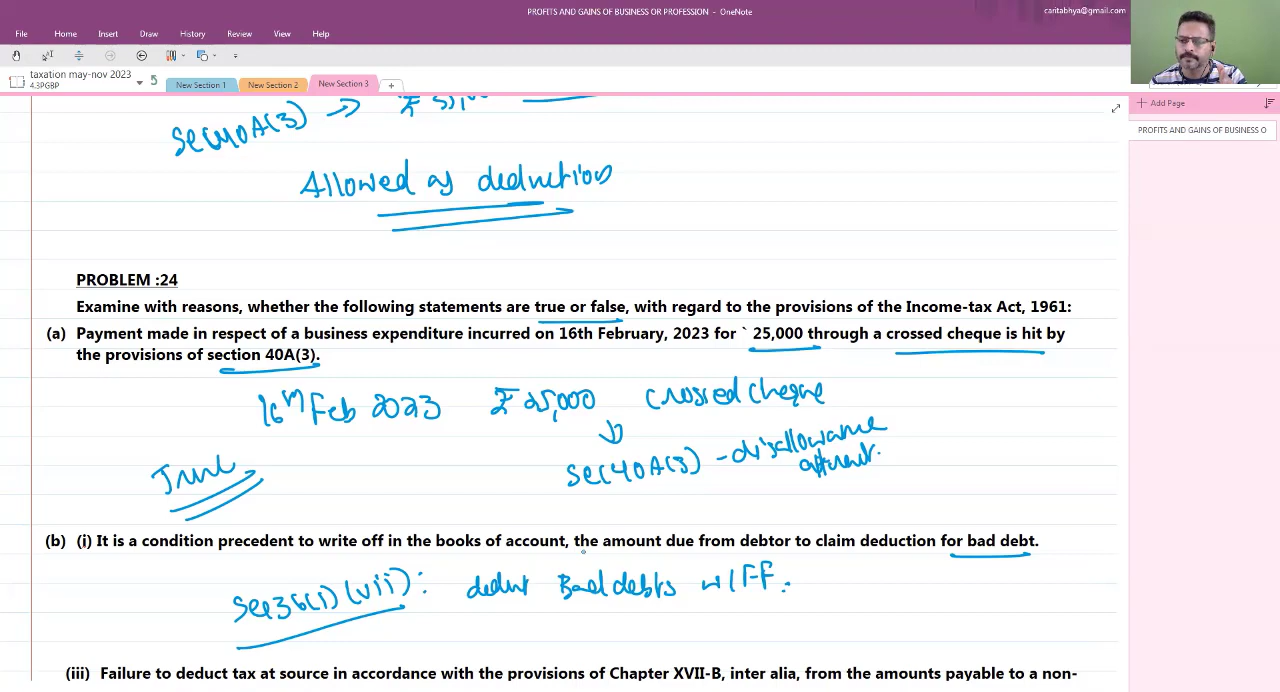 PROFITS AND GAINS OF BUSINESS OR PROFESSION - OneNote
caritabhya@gmail.com
File Home Insert Draw History Review View Help
taxation may-nov 2023
4.3PGBP
5
New Section 1 New Section 2 New Section 3 +
+ Add Page
PROFITS AND GAINS OF BUSINESS O
Sec40A(3) → ₹
Allowed as deduction
PROBLEM :24
Examine with reasons, whether the following statements are true or false, with regard to the provisions of the Income-tax Act, 1961:
(a) Payment made in respect of a business expenditure incurred on 16th February, 2023 for ` 25,000 through a crossed cheque is hit by
the provisions of section 40A(3).
16th Feb 2023 ₹ 25,000 crossed cheque
Sec40A(3) - disallowance
True
(b) (i) It is a condition precedent to write off in the books of account, the amount due from debtor to claim deduction for bad debt.
Sec36(1)(vii): deduct Bad debts w/FF:
(iii) Failure to deduct tax at source in accordance with the provisions of Chapter XVII-B, inter alia, from the amounts payable to a non-